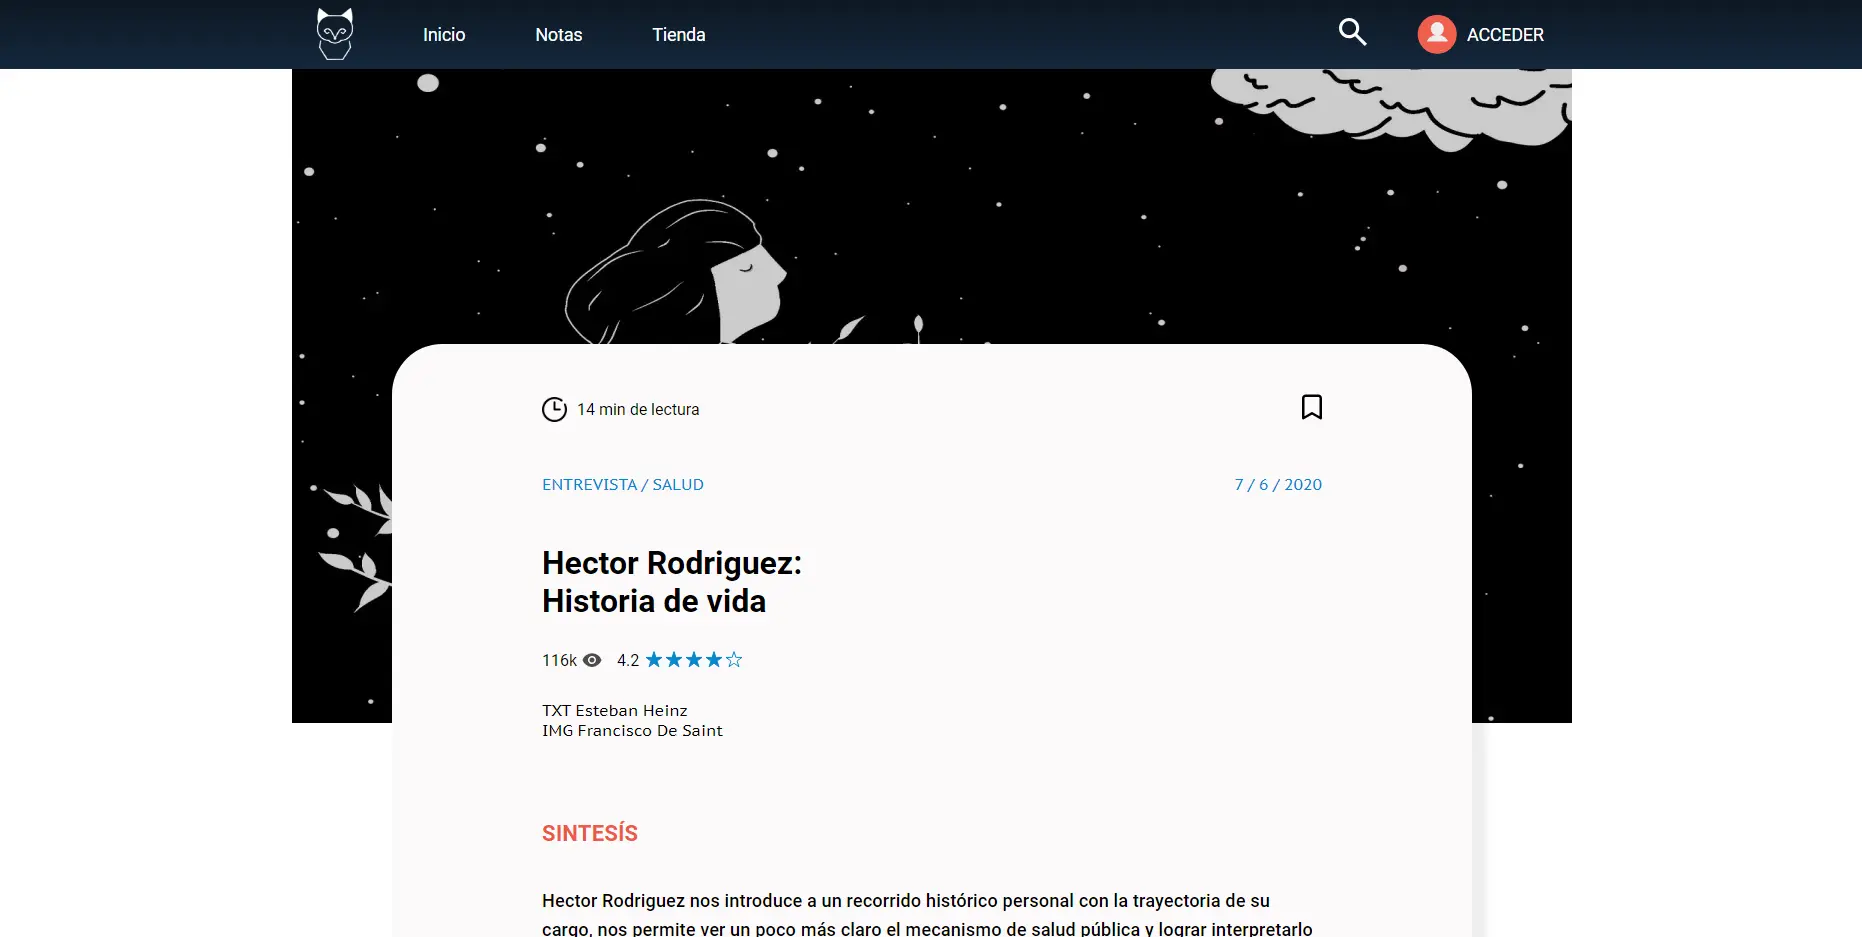 Inicio
Notas
Tienda
ACCEDER
14 min de lectura
ENTREVISTA / SALUD
7 / 6 / 2020
Hector Rodriguez:
Historia de vida
116k
4.2
TXT Esteban Heinz
IMG Francisco De Saint
SINTESÍS
Hector Rodriguez nos introduce a un recorrido histórico personal con la trayectoria de su
cargo, nos permite ver un poco más claro el mecanismo de salud pública y lograr interpretarlo